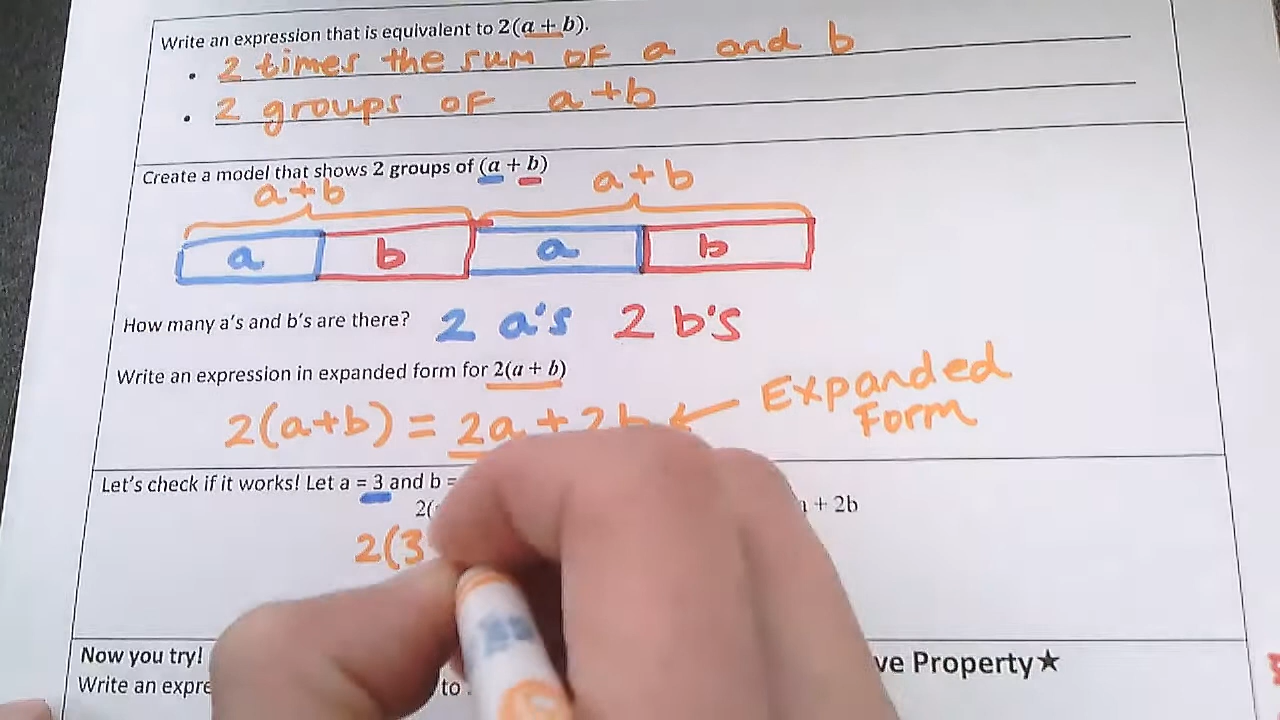 Write an expression that is equivalent to 2(a + b).
• 2 times the sum of a and b
• 2 groups of a+b
Create a model that shows 2 groups of (a + b)
a+b a+b
a b a b
How many a's and b's are there? 2 a's 2 b's
Write an expression in expanded form for 2(a + b)
2(a+b) = 2a + 2b ← Expanded
Form
Let's check if it works! Let a = 3 and b =
2( + 2b
2(3
Now you try! Property★
Write an to